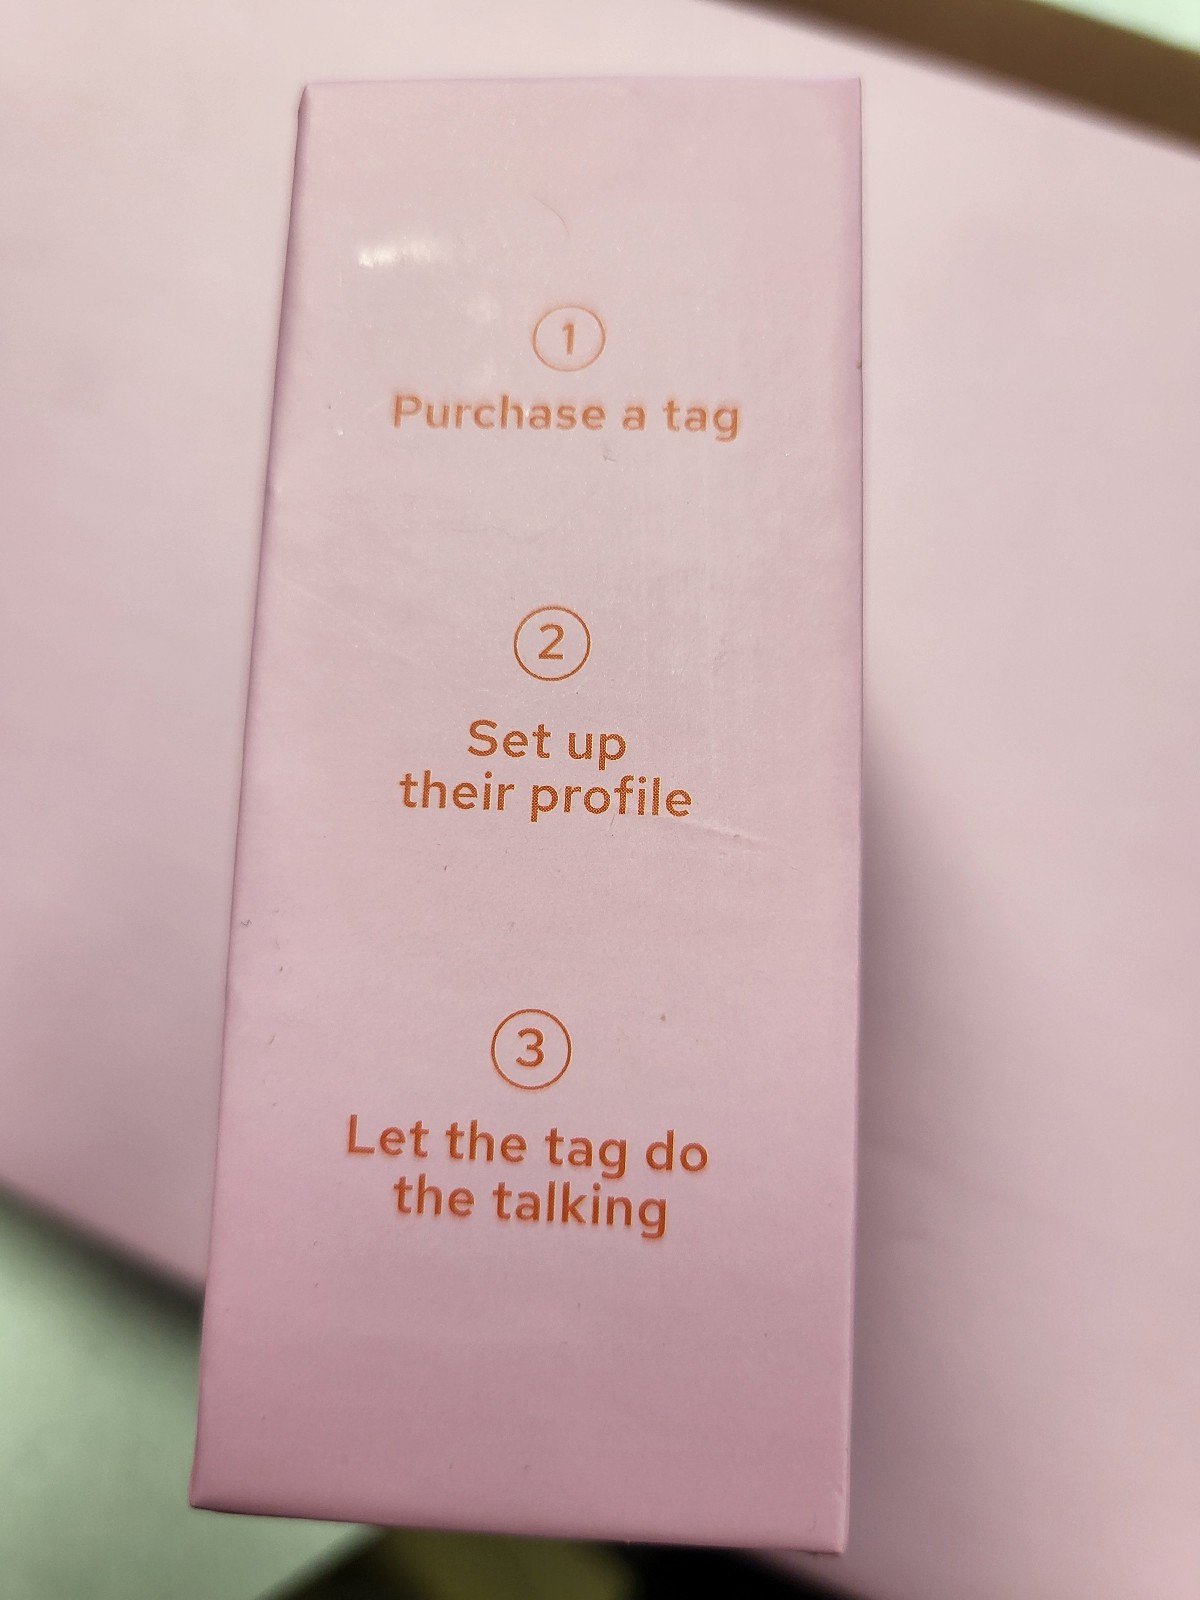 1
Purchase a tag
2
Set up
their profile
3
Let the tag do
the talking